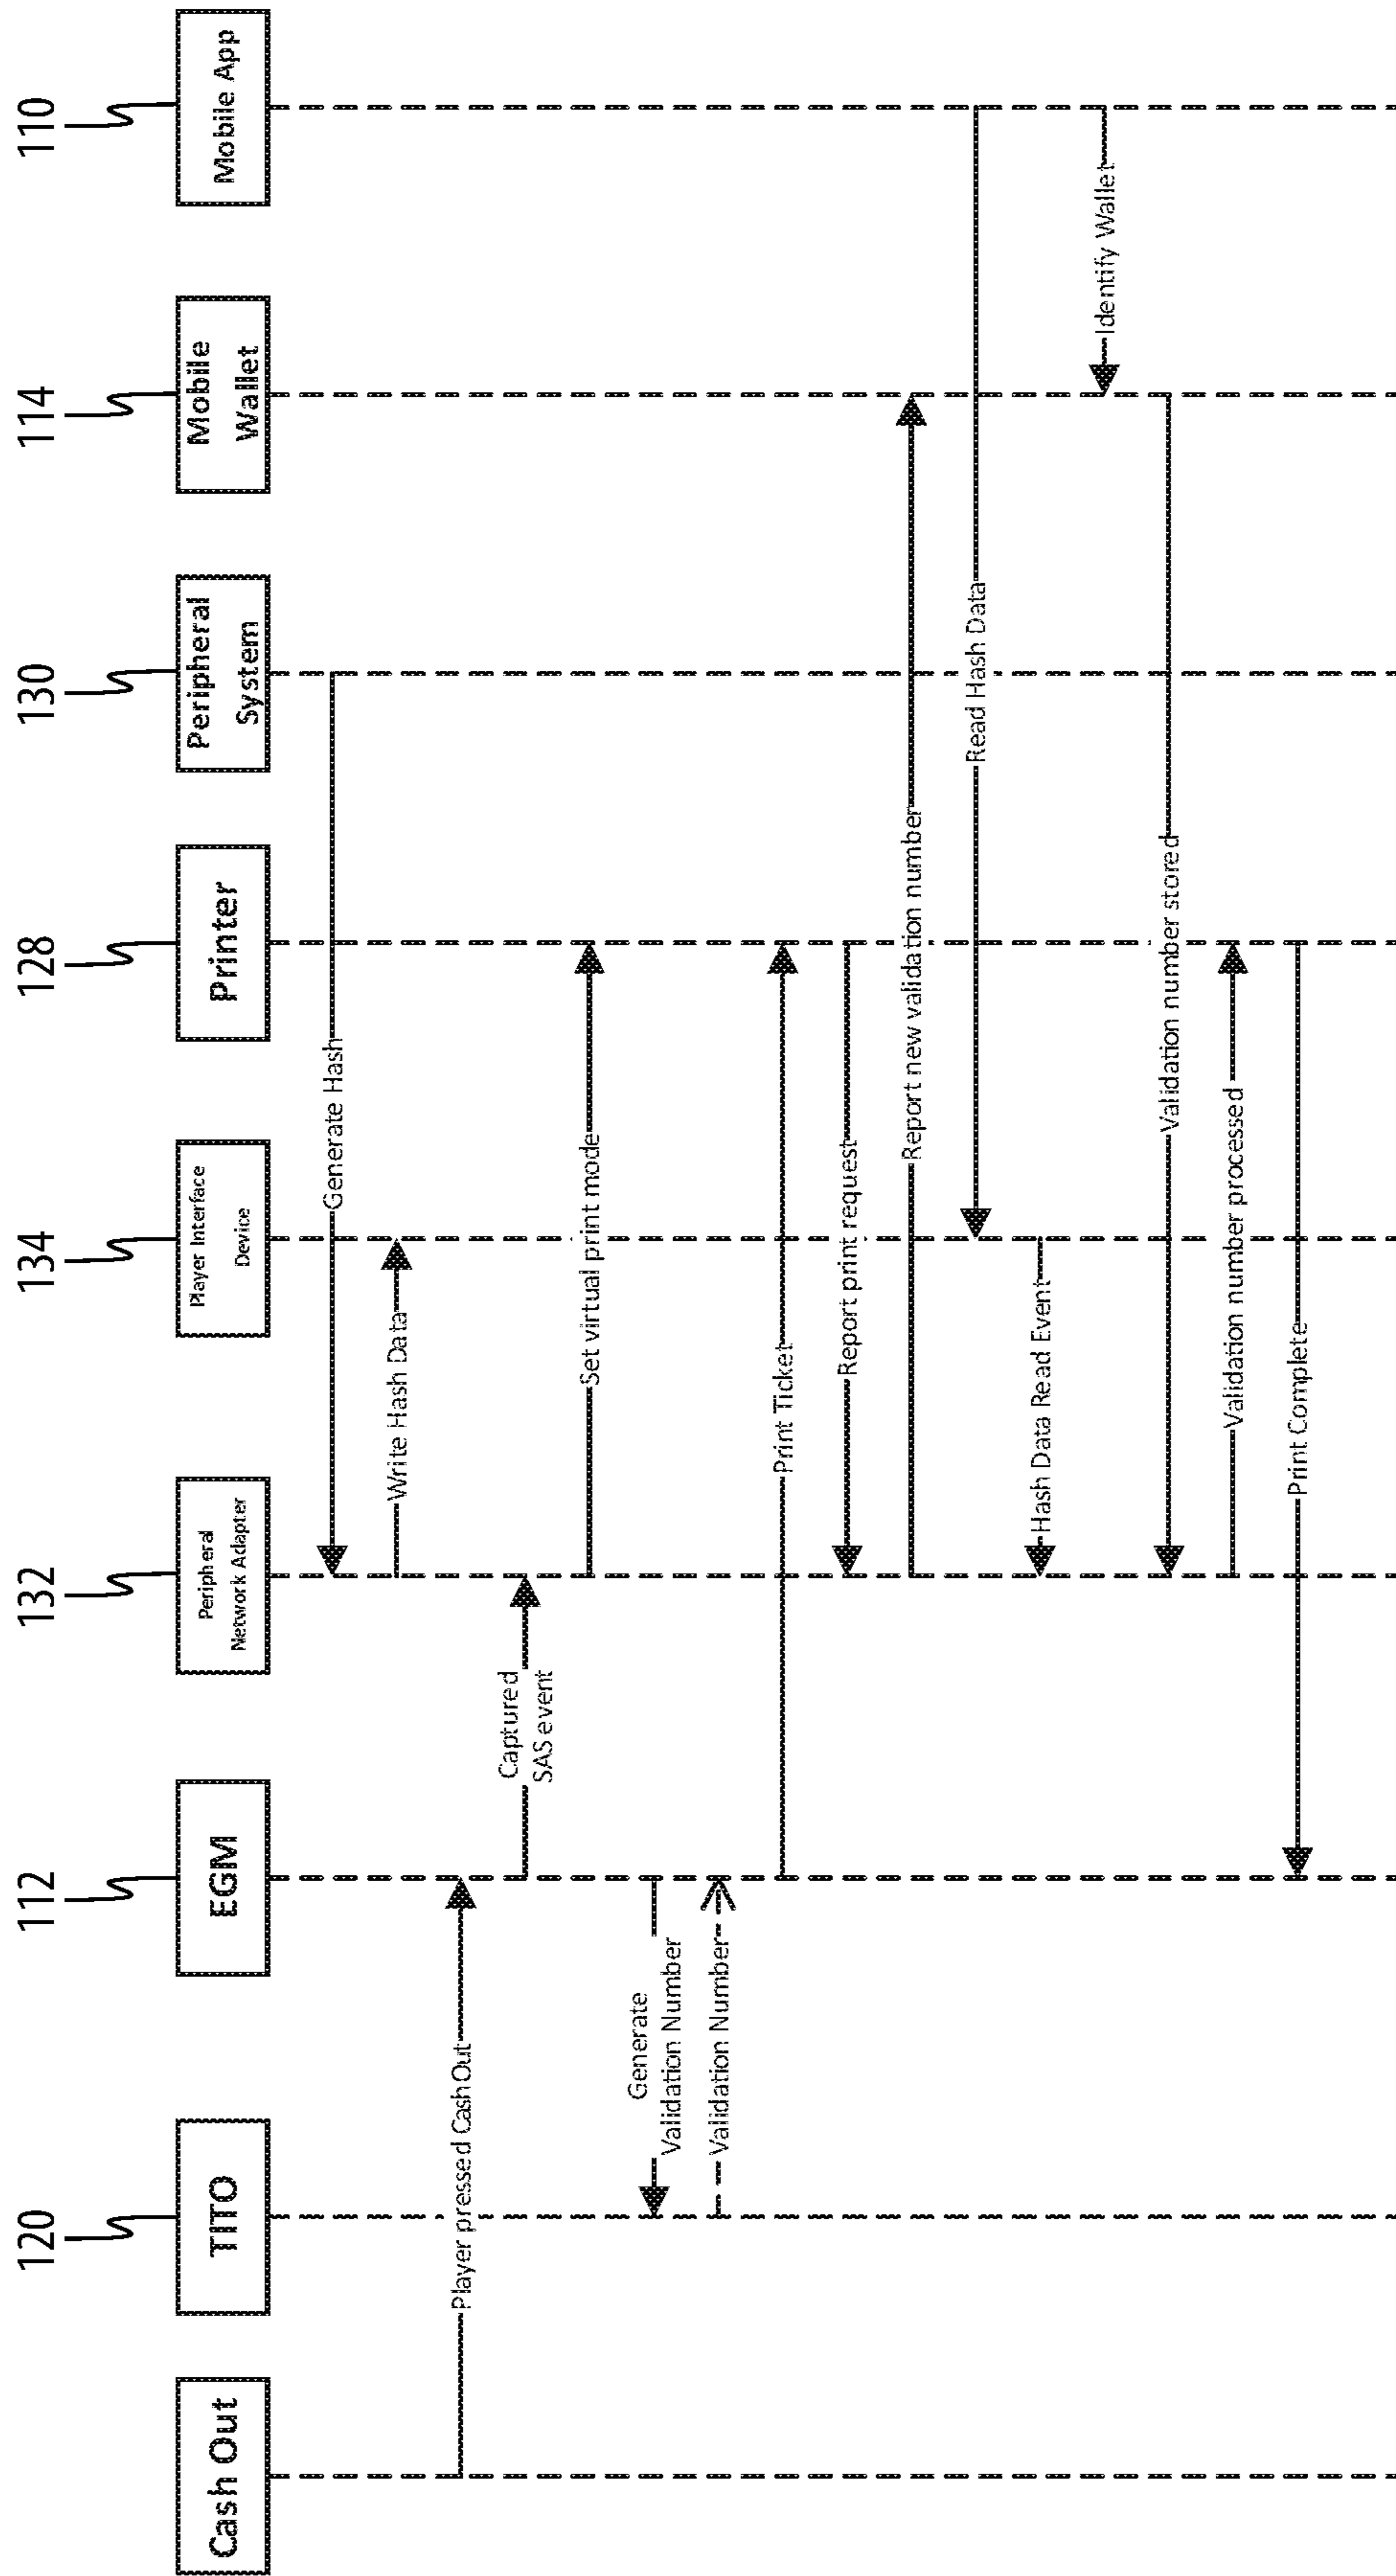 Cash Out
120
TITO
112
EGM
132
Peripheral
Network Adapter
134
Player Interface
Device
128
Printer
130
Peripheral
System
114
Mobile
Wallet
110
Mobile App
Generate Hash
Write Hash Data
Player pressed Cash Out
Captured
SAS event
Set virtual print mode
Generate
Validation Number
Validation Number
Print Ticket
Report print request
Report new validation number
Read Hash Data
Hash Data Read Event
Identify Wallet
Validation number stored
Validation number processed
Print Complete